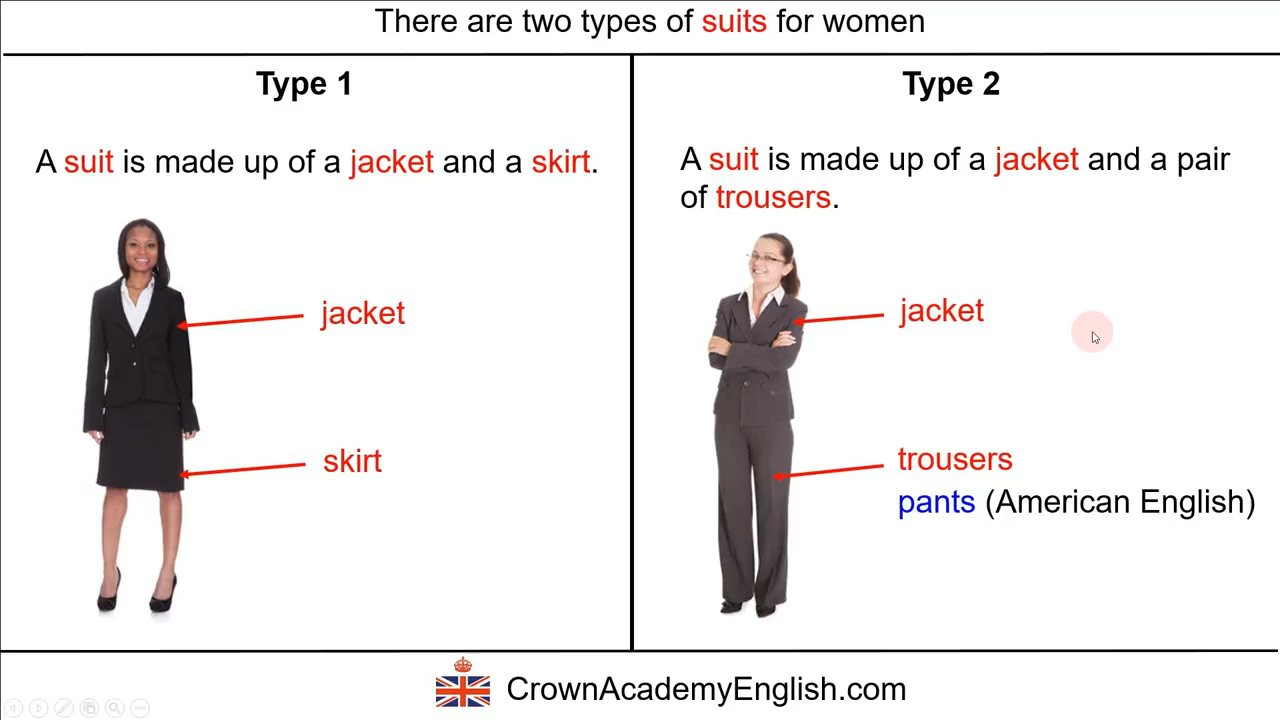 There are two types of suits for women
Type 1
A suit is made up of a jacket and a skirt.
jacket
skirt
Type 2
A suit is made up of a jacket and a pair
of trousers.
jacket
trousers
pants (American English)
CrownAcademyEnglish.com